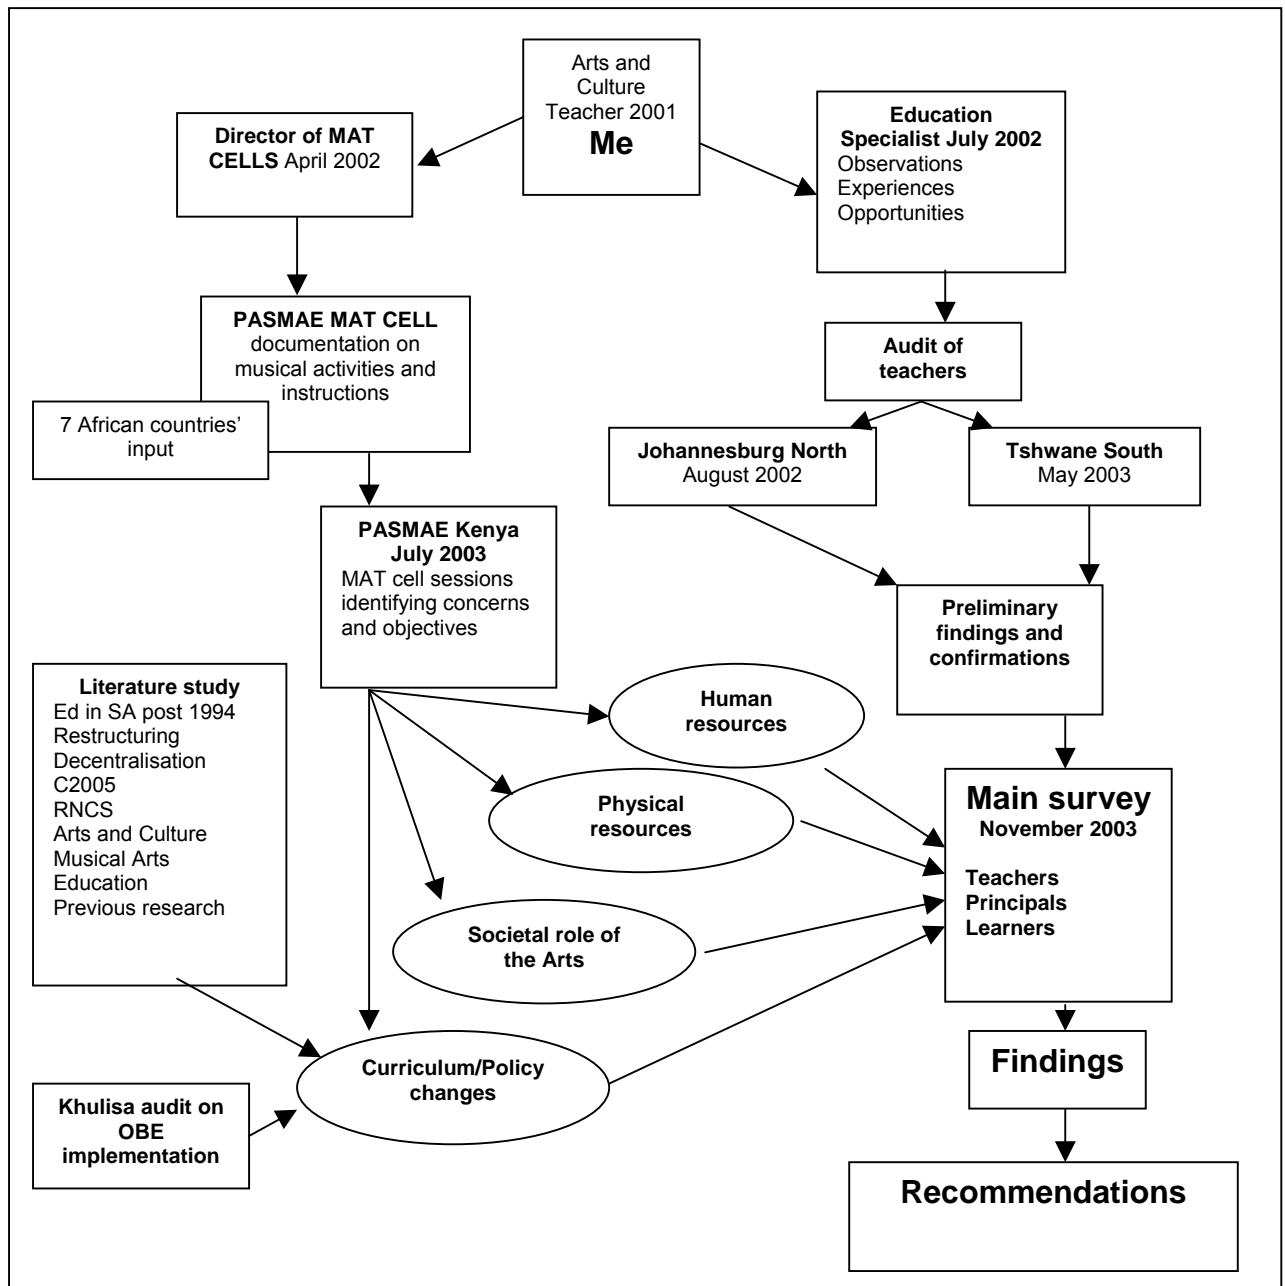 Arts and
Culture
Teacher 2001
Me
Director of MAT
CELLS April 2002
Education
Specialist July 2002
Observations
Experiences
Opportunities
PASMAE MAT CELL
documentation on
musical activities and
instructions
7 African countries’
input
Audit of
teachers
Johannesburg North
August 2002
Tshwane South
May 2003
PASMAE Kenya
July 2003
MAT cell sessions
identifying concerns
and objectives
Preliminary
findings and
confirmations
Literature study
Ed in SA post 1994
Restructuring
Decentralisation
C2005
RNCS
Arts and Culture
Musical Arts
Education
Previous research
Human
resources
Physical
resources
Societal role of
the Arts
Curriculum/Policy
changes
Khulisa audit on
OBE
implementation
Main survey
November 2003
Teachers
Principals
Learners
Findings
Recommendations